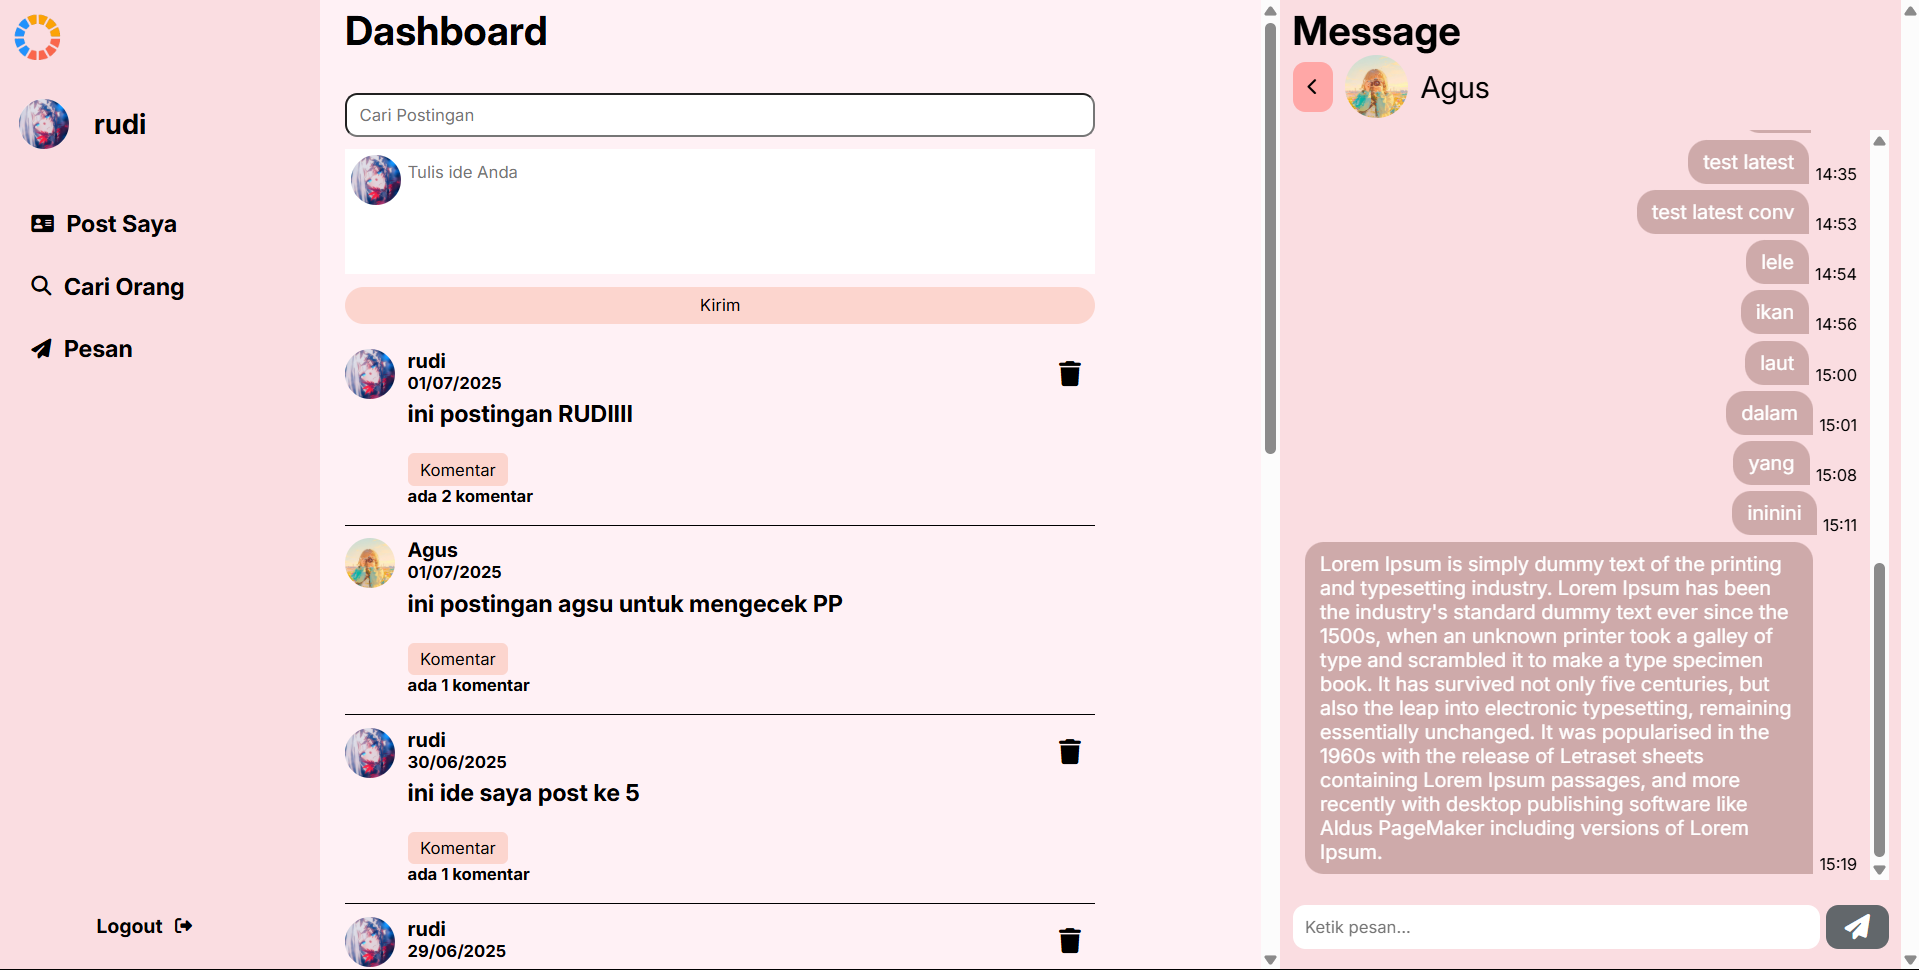 rudi
Post Saya
Cari Orang
Pesan
Logout
Dashboard
Cari Postingan
Tulis ide Anda
Kirim
rudi
01/07/2025
ini postingan RUDIIII
Komentar
ada 2 komentar
Agus
01/07/2025
ini postingan agsu untuk mengecek PP
Komentar
ada 1 komentar
rudi
30/06/2025
ini ide saya post ke 5
Komentar
ada 1 komentar
rudi
29/06/2025
Message
Agus
test latest 14:35
test latest conv 14:53
lele 14:54
ikan 14:56
laut 15:00
dalam 15:01
yang 15:08
ininini 15:11
Lorem Ipsum is simply dummy text of the printing
and typesetting industry. Lorem Ipsum has been
the industry's standard dummy text ever since the
1500s, when an unknown printer took a galley of
type and scrambled it to make a type specimen
book. It has survived not only five centuries, but
also the leap into electronic typesetting, remaining
essentially unchanged. It was popularised in the
1960s with the release of Letraset sheets
containing Lorem Ipsum passages, and more
recently with desktop publishing software like
Aldus PageMaker including versions of Lorem
Ipsum. 15:19
Ketik pesan...